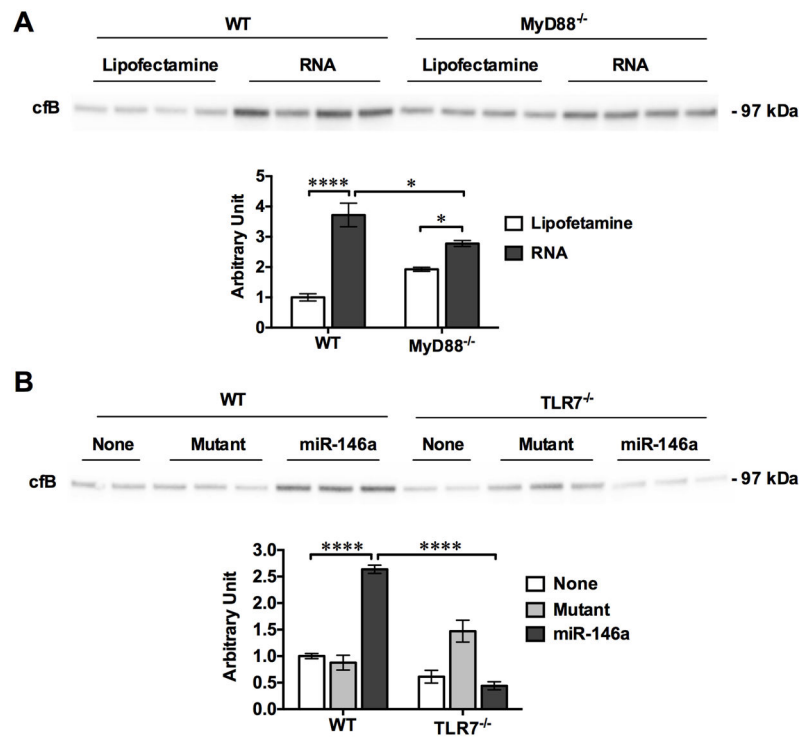 A
WT MyD88-/-
Lipofectamine RNA Lipofectamine RNA
cfB - 97 kDa
5
4
3
2
1
0
Arbitrary Unit
**** *
*
Lipofetamine
RNA
WT MyD88-/-
B
WT TLR7-/-
None Mutant miR-146a None Mutant miR-146a
cfB - 97 kDa
3.0
2.5
2.0
1.5
1.0
0.5
0.0
Arbitrary Unit
**** ****
None
Mutant
miR-146a
WT TLR7-/-